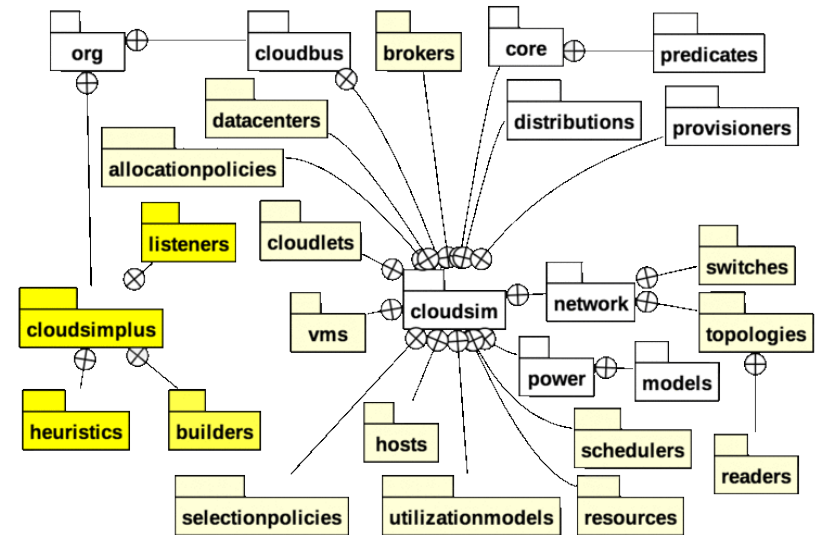 org
cloudbus
brokers
core
predicates
datacenters
distributions
provisioners
allocationpolicies
listeners
cloudlets
switches
cloudsimplus
vms
cloudsim
network
topologies
power
models
heuristics
builders
hosts
schedulers
readers
selectionpolicies
utilizationmodels
resources